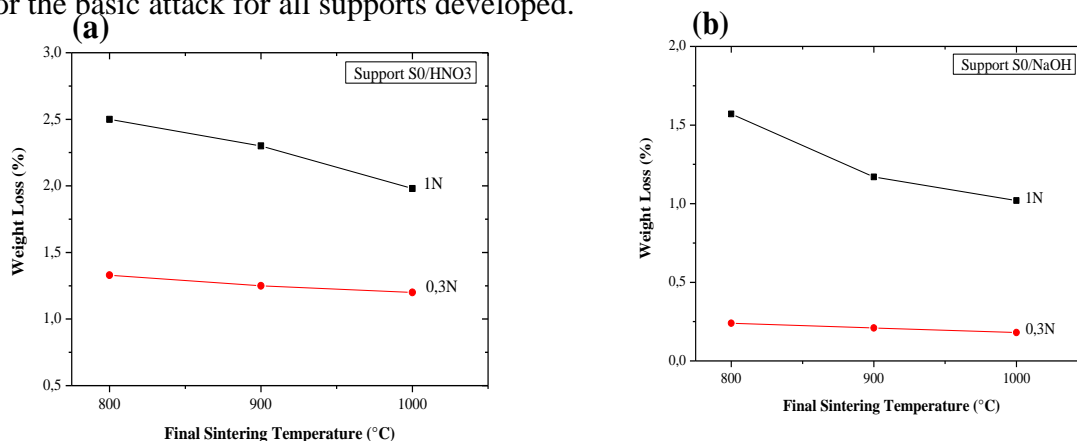 or the basic attack for all supports developed.
(a)
3,0
2,5
2,0
1,5
1,0
0,5
Weight Loss (%)
Support S0/HNO3
1N
0,3N
800 900 1000
Final Sintering Temperature (°C)
(b)
2,0
1,5
1,0
0,5
0,0
Weight Loss (%)
Support S0/NaOH
1N
0,3N
800 900 1000
Final Sintering Temperature (°C)